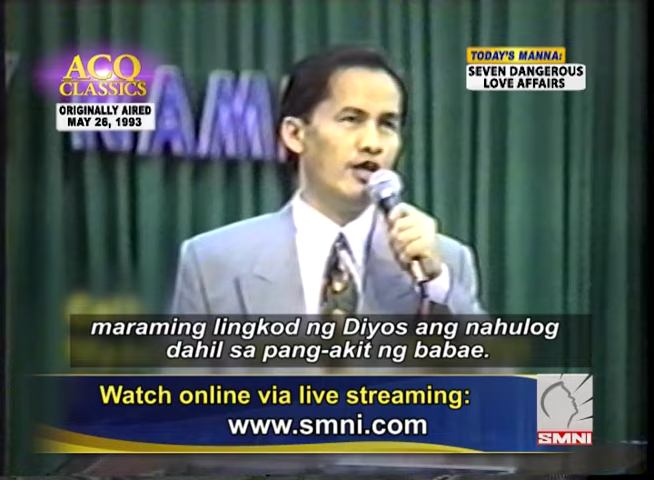 ACQ
CLASSICS
ORIGINALLY AIRED
MAY 26, 1993
TODAY'S MANNA:
SEVEN DANGEROUS
LOVE AFFAIRS
NAM
maraming lingkod ng Diyos ang nahulog
dahil sa pang-akit ng babae.
Watch online via live streaming:
www.smni.com
SMNI